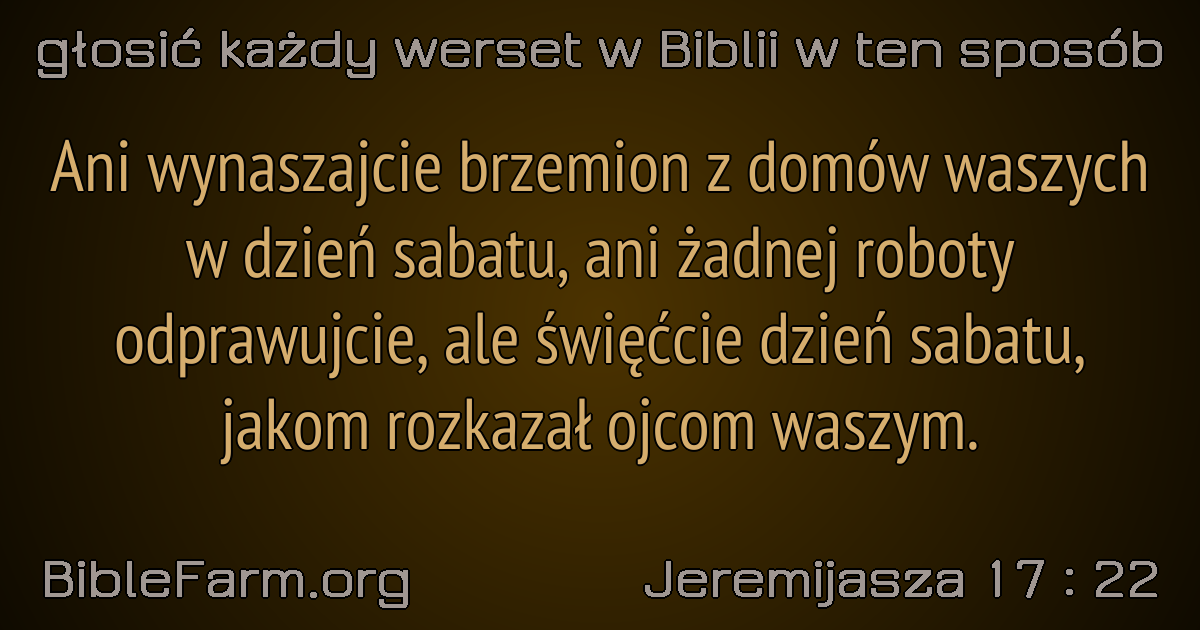 głosić każdy werset w Biblii w ten sposób
Ani wynaszajcie brzemion z domów waszych
w dzień sabatu, ani żadnej roboty
odprawujcie, ale święćcie dzień sabatu,
jakom rozkazał ojcom waszym.
BibleFarm.org
Jeremijasza 17 : 22